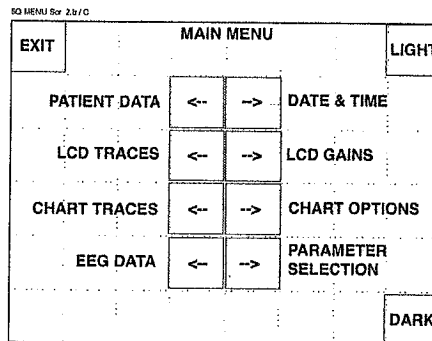 SQ MENU Scr 2.b / C
EXIT
MAIN MENU
LIGHT
PATIENT DATA <-- --> DATE & TIME
LCD TRACES <-- --> LCD GAINS
CHART TRACES <-- --> CHART OPTIONS
EEG DATA <-- --> PARAMETER
SELECTION
DARK